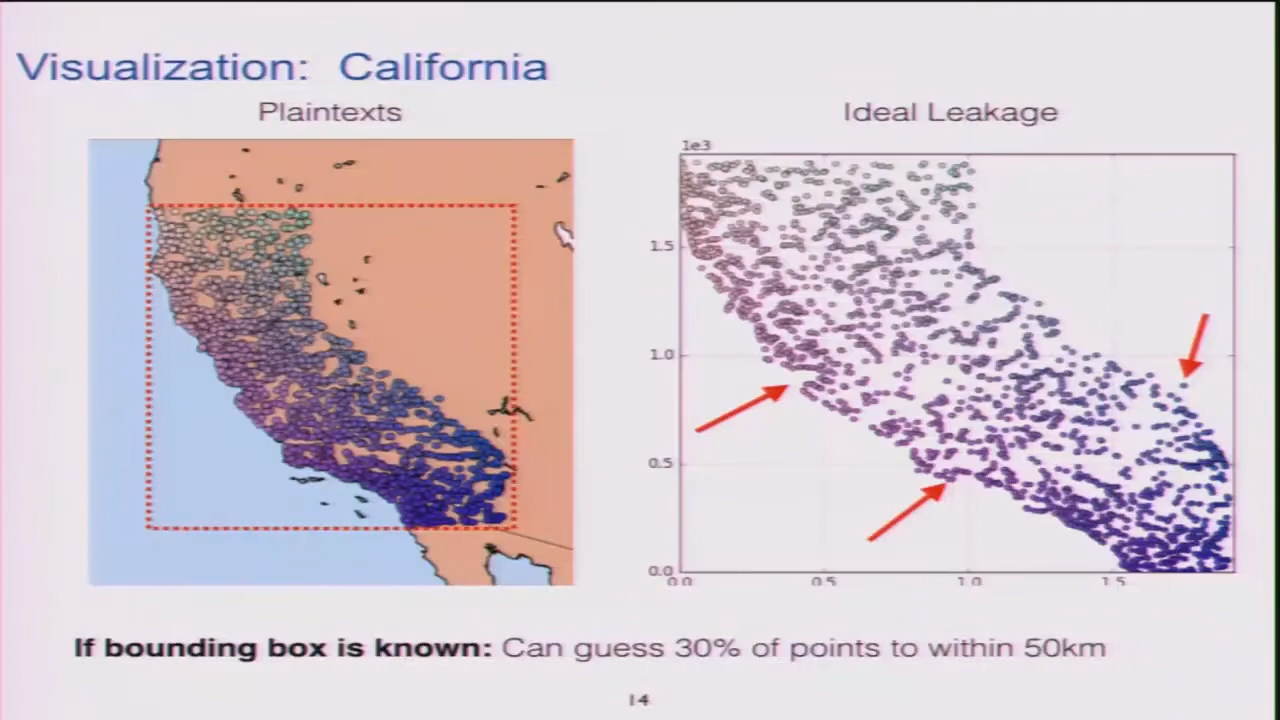 Visualization: California
Plaintexts
Ideal Leakage
1e3
1.5
1.0
0.5
0.0
0.0 0.5 1.0 1.5
If bounding box is known: Can guess 30% of points to within 50km
14